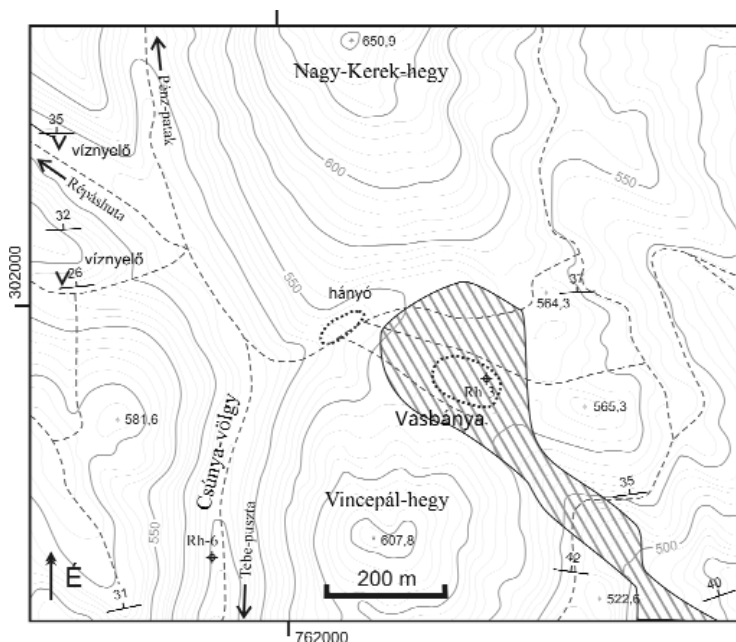 650,9
Nagy-Kerek-hegy
Pénz-patak
35
víznyelő
Répáshuta
600
550
32
víznyelő
26
302000
550
hányó
37
564,3
Rh-3
565,3
Vasbánya
581,6
Csúnya-völgy
Vincepál-hegy
35
550
Rh-6
Tebe-puszta
607,8
500
42
É
200 m
31
522,6
40
762000